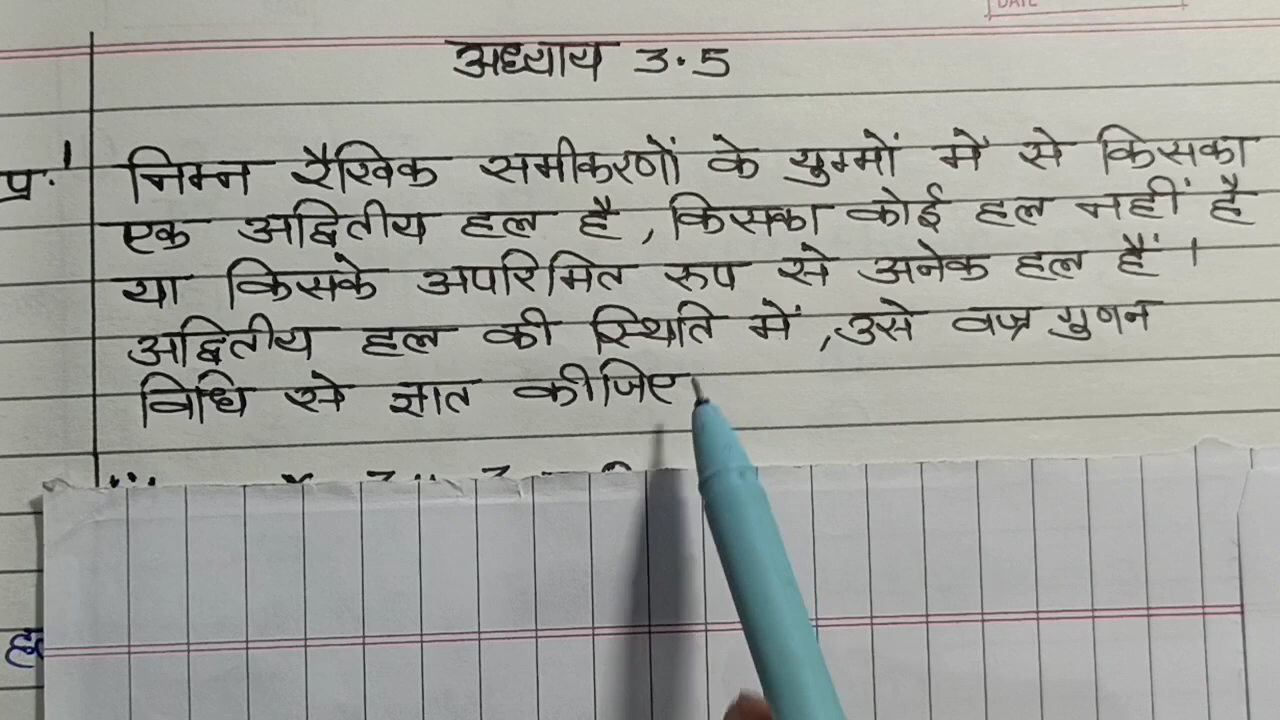 DATE
अध्याय 3.5
प्र.1 निम्न रैखिक समीकरणों के युग्मों में से किसका
एक अद्वितीय हल है, किसका कोई हल नहीं है
या किसके अपरिमित रूप से अनेक हल हैं।
अद्वितीय हल की स्थिति में, उसे वज्र गुणन
विधि से ज्ञात कीजिए